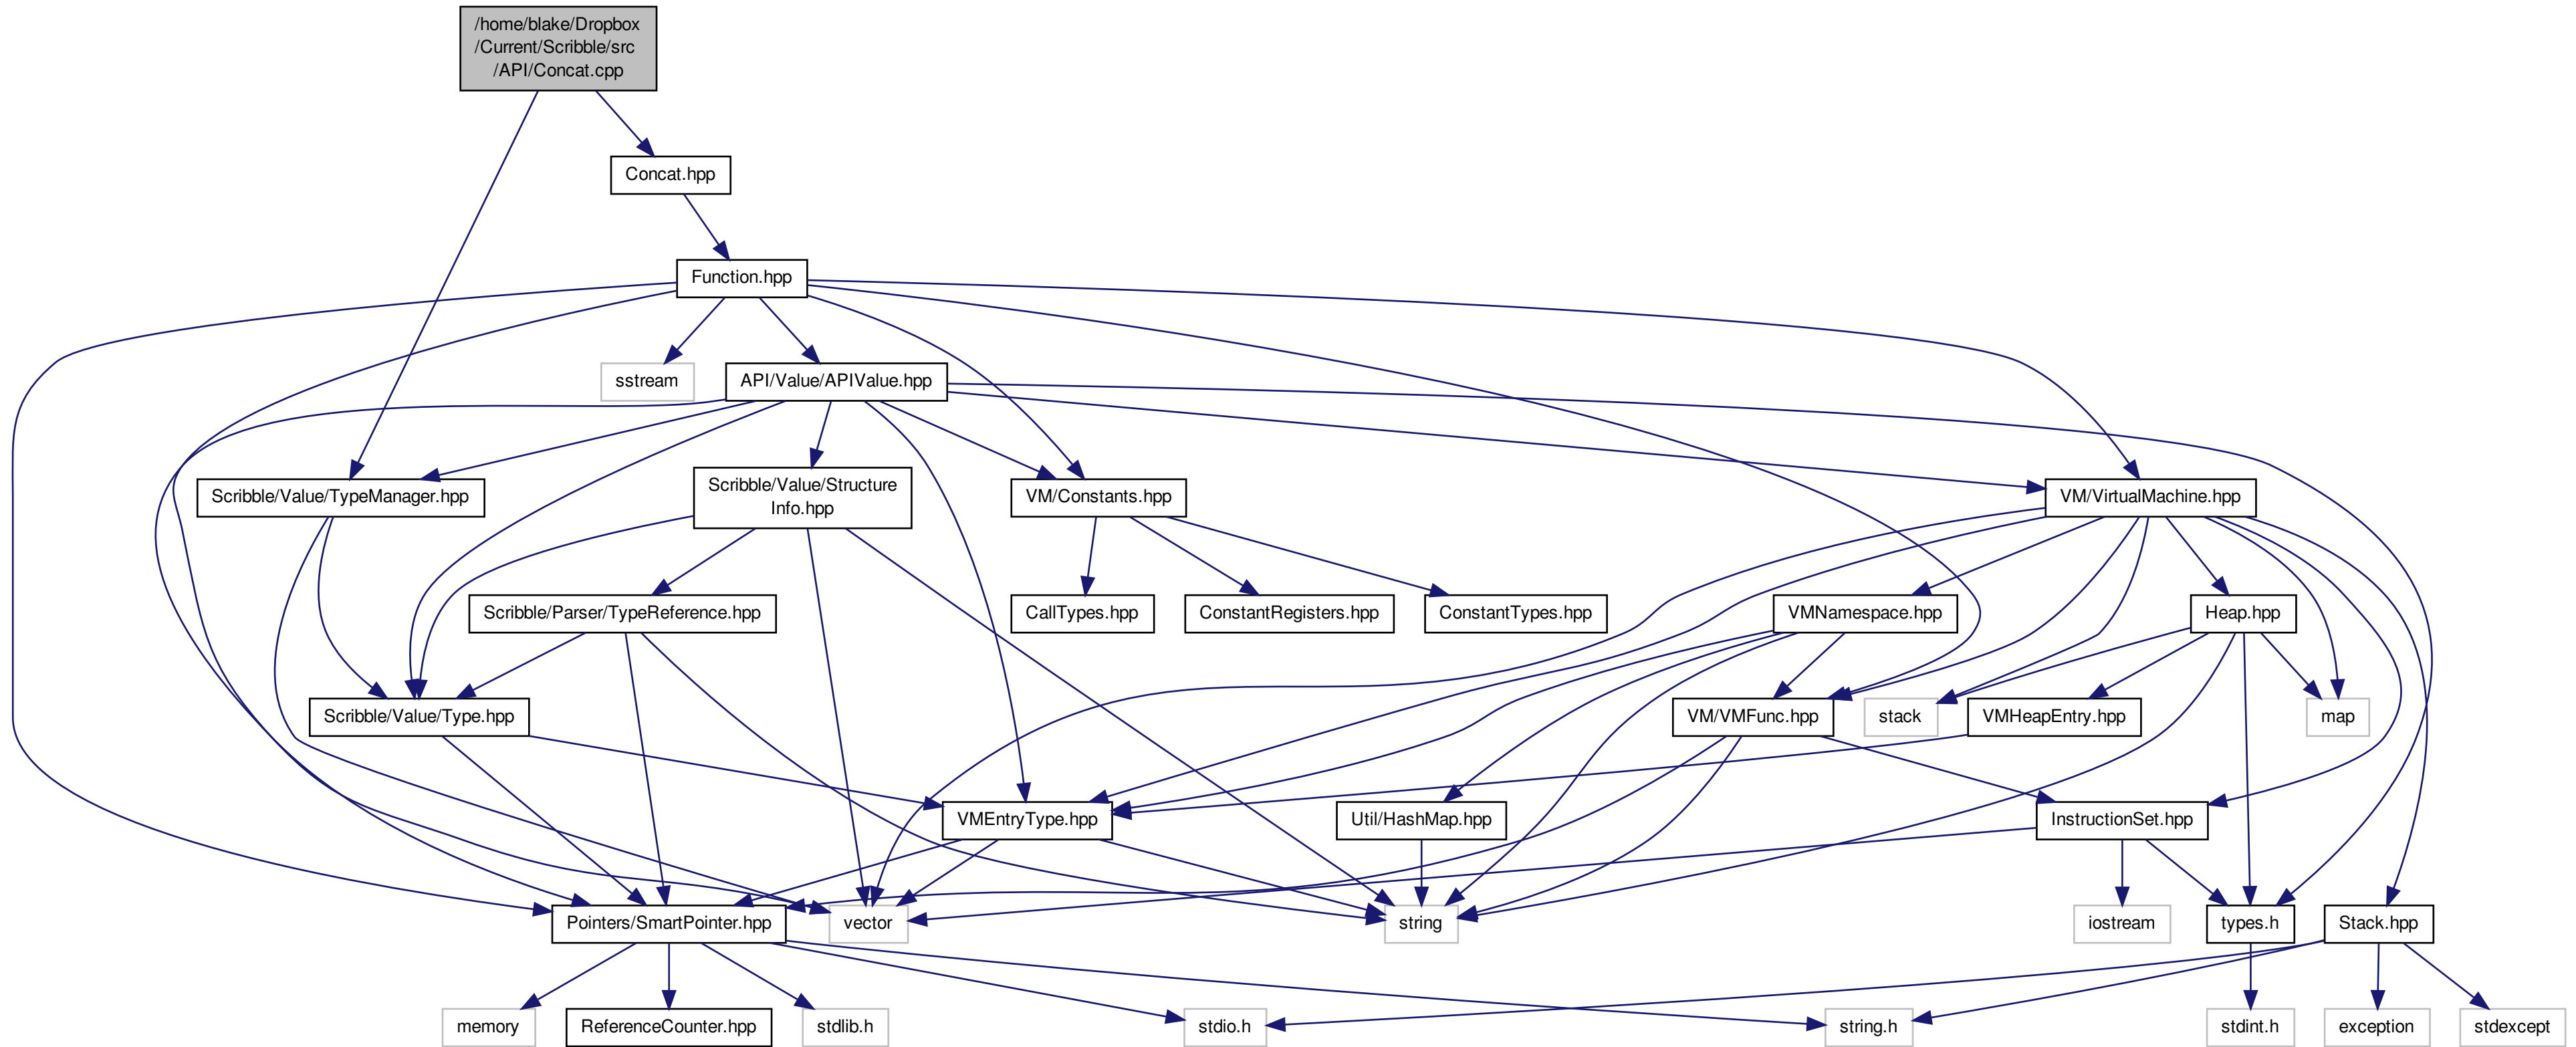 /home/blake/Dropbox
/Current/Scribble/src
/API/Concat.cpp
Concat.hpp
Function.hpp
sstream
API/Value/APIValue.hpp
Scribble/Value/TypeManager.hpp
Scribble/Value/Structure
Info.hpp
VM/Constants.hpp
VM/VirtualMachine.hpp
Scribble/Parser/TypeReference.hpp
CallTypes.hpp
ConstantRegisters.hpp
ConstantTypes.hpp
VMNamespace.hpp
Heap.hpp
Scribble/Value/Type.hpp
VM/VMFunc.hpp
stack
VMHeapEntry.hpp
map
VMEntryType.hpp
Util/HashMap.hpp
InstructionSet.hpp
Pointers/SmartPointer.hpp
vector
string
iostream
types.h
Stack.hpp
memory
ReferenceCounter.hpp
stdlib.h
stdio.h
string.h
stdint.h
exception
stdexcept